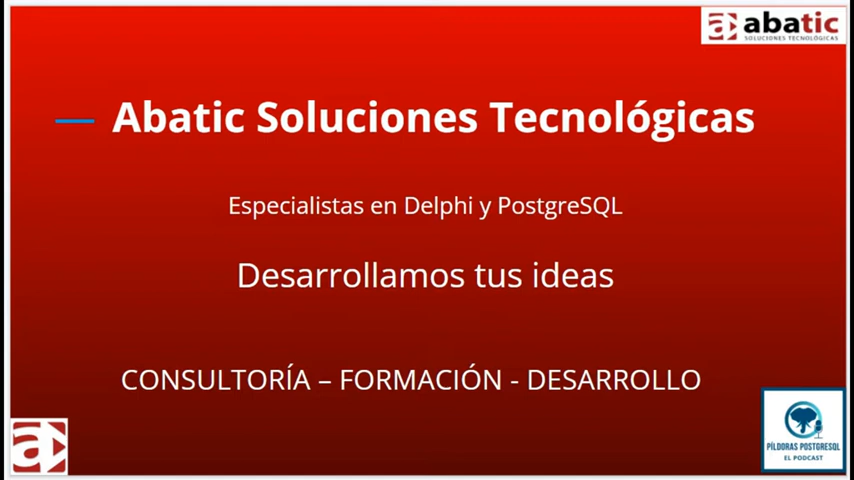 abatic
SOLUCIONES TECNOLÓGICAS
Abatic Soluciones Tecnológicas
Especialistas en Delphi y PostgreSQL
Desarrollamos tus ideas
CONSULTORÍA – FORMACIÓN - DESARROLLO
PÍLDORAS POSTGRESQL
EL PODCAST